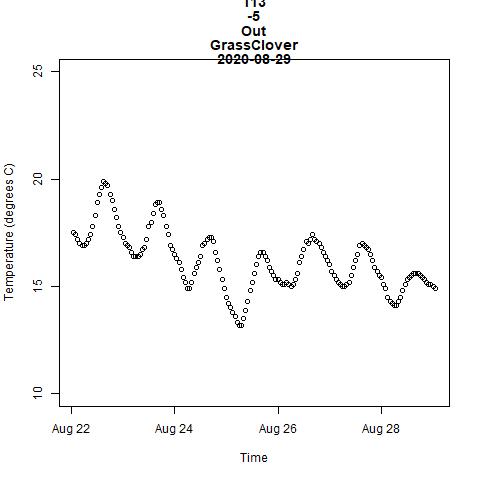 T13
-5
Out
GrassClover
2020-08-29
Temperature (degrees C)
25
20
15
10
Aug 22
Aug 24
Aug 26
Aug 28
Time